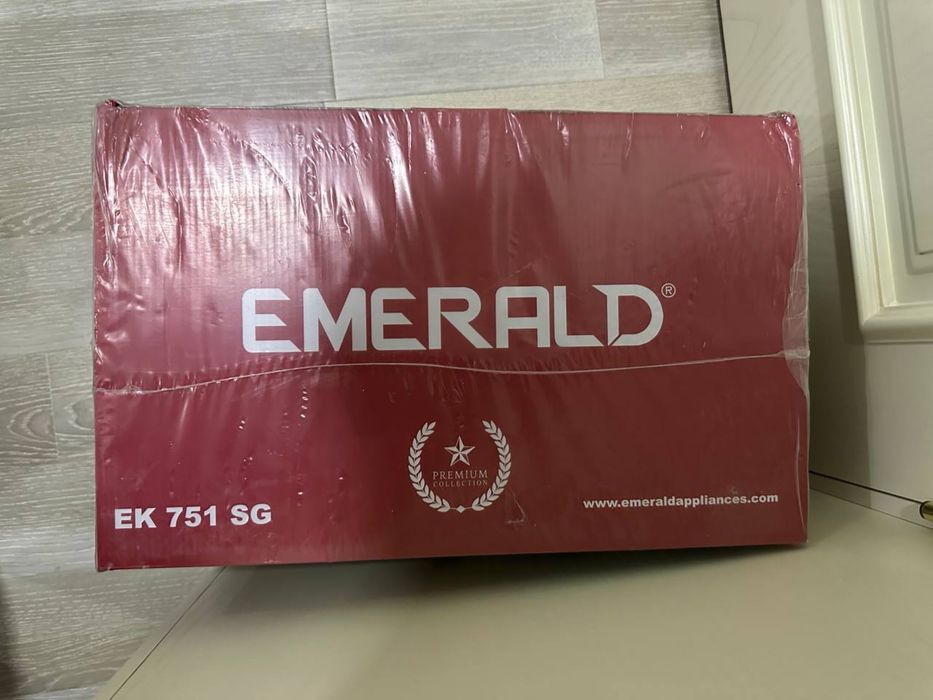 EMERALD®
PREMIUM
COLLECTION
EK 751 SG
www.emeraldappliances.com